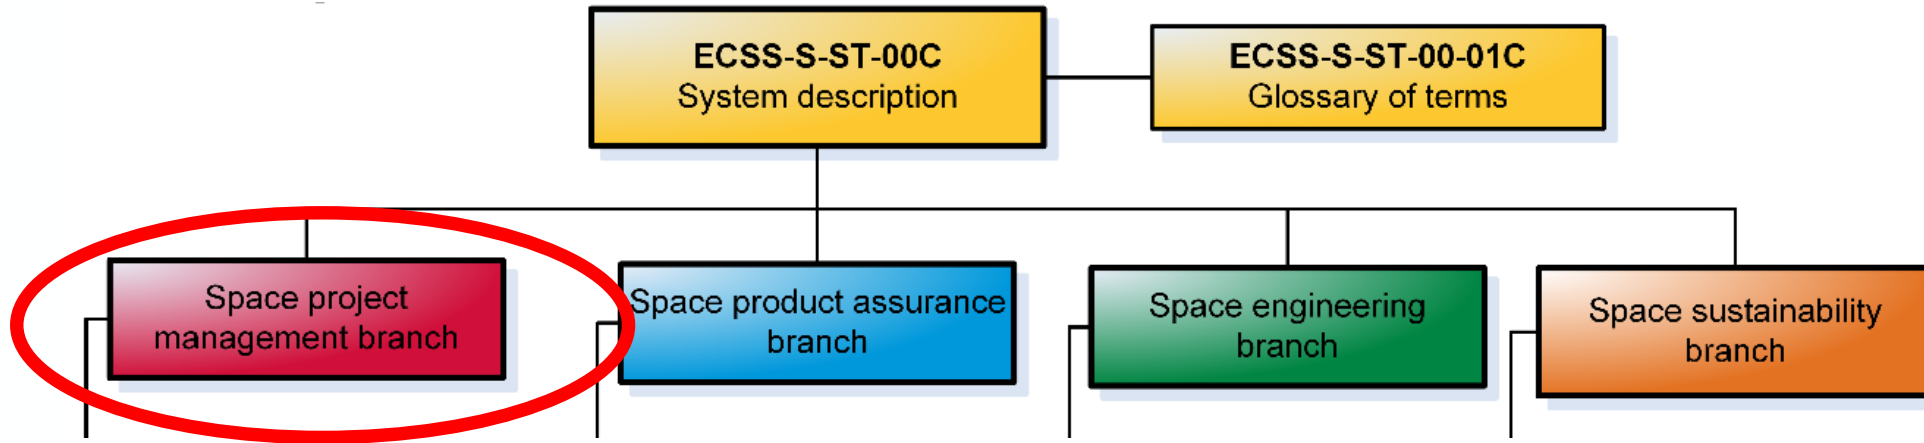 ECSS-S-ST-00C
System description
ECSS-S-ST-00-01C
Glossary of terms
Space project
management branch
Space product assurance
branch
Space engineering
branch
Space sustainability
branch